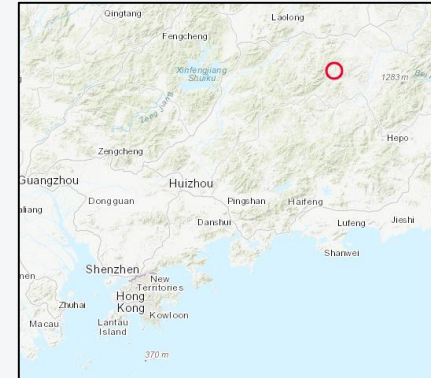 Qingtang
Laolong
Fengcheng
Xinfengjiang
Shuiku
1283 m
Zeng Jiang
Zengcheng
Hepo
Guangzhou
Huizhou
Dongguan
Pingshan
Haifeng
Danshui
Lufeng
Jieshi
Shanwei
Shenzhen
New
Territories
Hong
Kong
Zhuhai
Kowloon
Lantau
Island
Macau
370 m